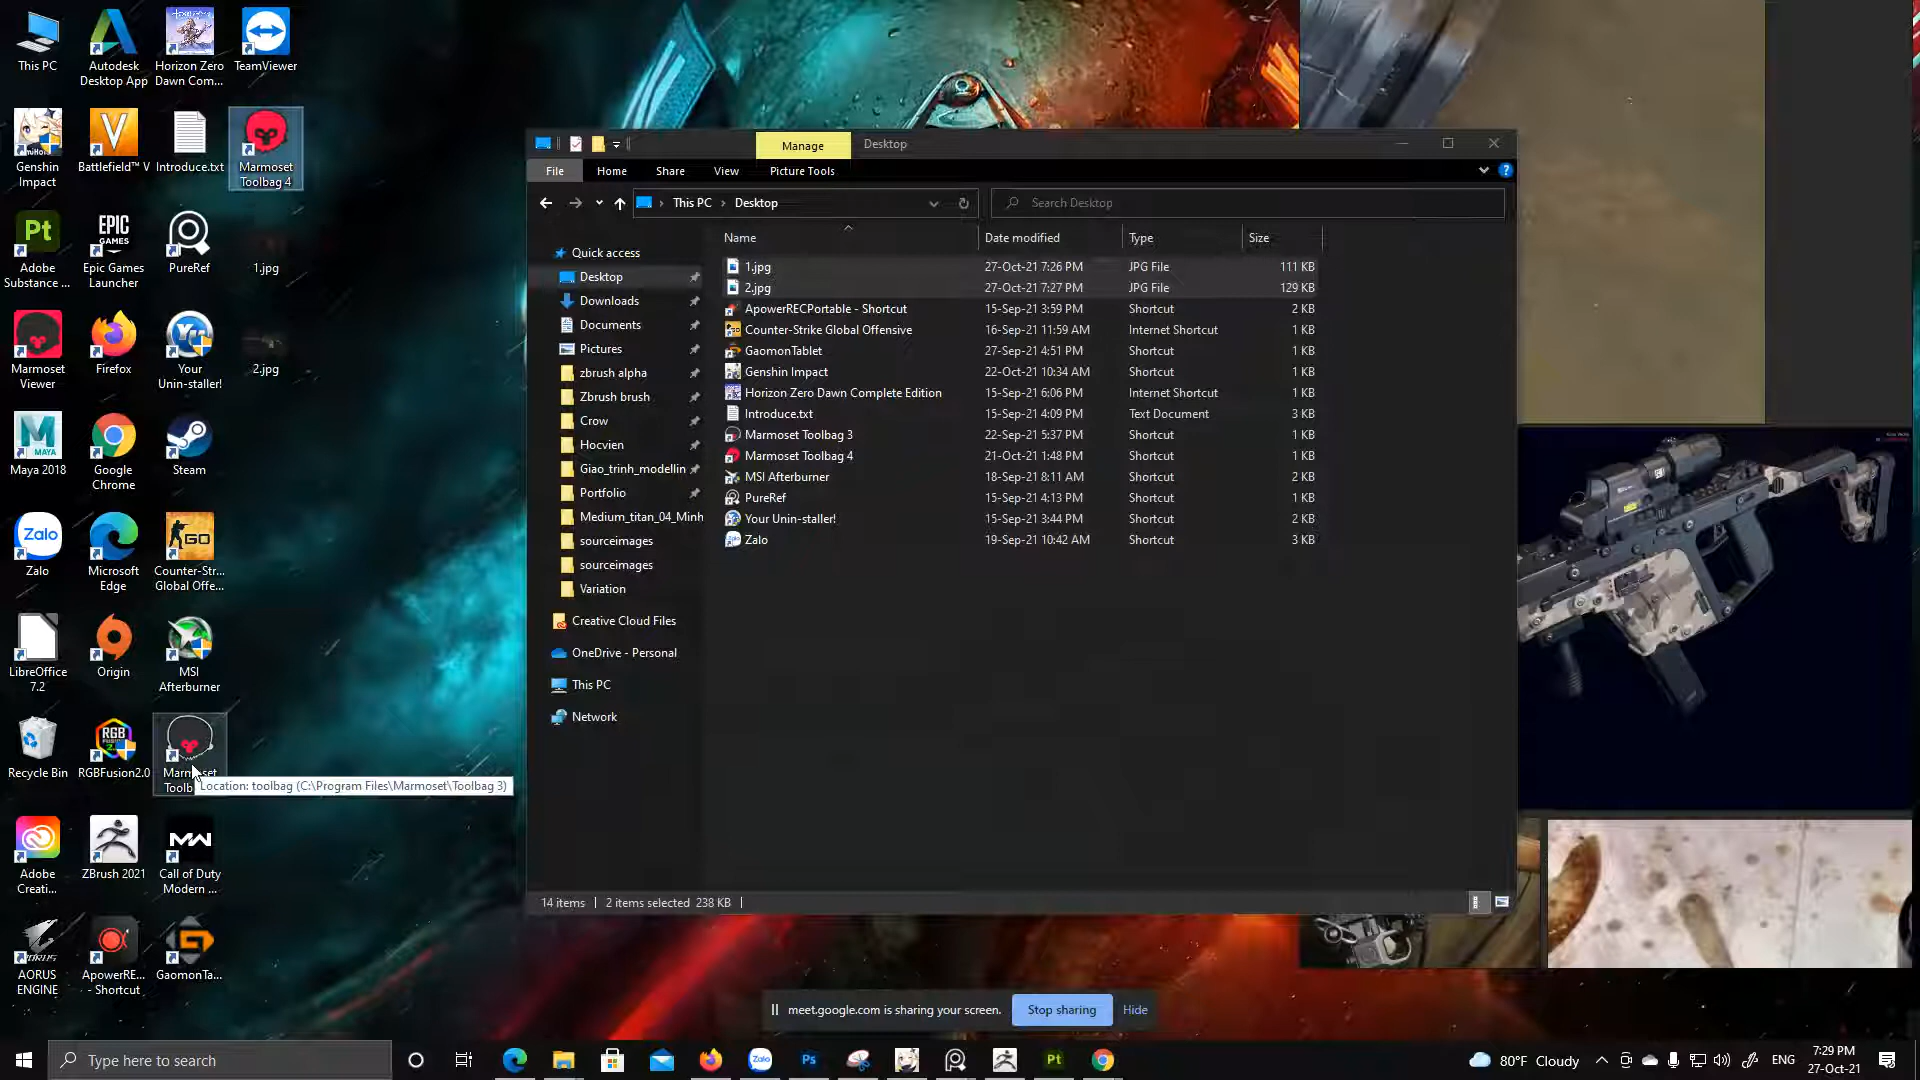 This PC
Autodesk
Desktop App
Horizon Zero
Dawn Com...
TeamViewer
Genshin
Impact
Battlefield™ V
Introduce.txt
Marmoset
Toolbag 4
Adobe
Substance ...
EPIC
GAMES
Epic Games
Launcher
PureRef
1.jpg
Marmoset
Viewer
Firefox
Your
Unin-staller!
2.jpg
MAYA
Maya 2018
Google
Chrome
Steam
Zalo
Zalo
Microsoft
Edge
GO
Counter-Str...
Global Offe...
LibreOffice
7.2
Origin
MSI
Afterburner
Recycle Bin
RGB
RGBFusion2.0
Marmoset
Toolb
Location: toolbag (C:\Program Files\Marmoset\Toolbag 3)
Adobe
Creati...
ZBrush 2021
MW
Call of Duty
Modern ...
AORUS
ENGINE
ApowerRE...
- Shortcut
GaomonTa...
Manage
Desktop
File
Home
Share
View
Picture Tools
This PC
Desktop
Search Desktop
Name
Date modified
Type
Size
Quick access
Desktop
Downloads
Documents
Pictures
zbrush alpha
Zbrush brush
Crow
Hocvien
Giao_trinh_modellin
Portfolio
Medium_titan_04_Minh
sourceimages
sourceimages
Variation
Creative Cloud Files
OneDrive - Personal
This PC
Network
1.jpg 27-Oct-21 7:26 PM JPG File 111 KB
2.jpg 27-Oct-21 7:27 PM JPG File 129 KB
ApowerRECPortable - Shortcut 15-Sep-21 3:59 PM Shortcut 2 KB
Counter-Strike Global Offensive 16-Sep-21 11:59 AM Internet Shortcut 1 KB
GaomonTablet 27-Sep-21 4:51 PM Shortcut 1 KB
Genshin Impact 22-Oct-21 10:34 AM Shortcut 1 KB
Horizon Zero Dawn Complete Edition 15-Sep-21 6:06 PM Internet Shortcut 1 KB
Introduce.txt 15-Sep-21 4:09 PM Text Document 3 KB
Marmoset Toolbag 3 22-Sep-21 5:37 PM Shortcut 1 KB
Marmoset Toolbag 4 21-Oct-21 1:48 PM Shortcut 1 KB
MSI Afterburner 18-Sep-21 8:11 AM Shortcut 2 KB
PureRef 15-Sep-21 4:13 PM Shortcut 1 KB
Your Unin-staller! 15-Sep-21 3:44 PM Shortcut 2 KB
Zalo 19-Sep-21 10:42 AM Shortcut 3 KB
14 items 2 items selected 238 KB
meet.google.com is sharing your screen.
Stop sharing
Hide
Type here to search
Zalo
Ps
Pt
80°F Cloudy
ENG
7:29 PM
27-Oct-21